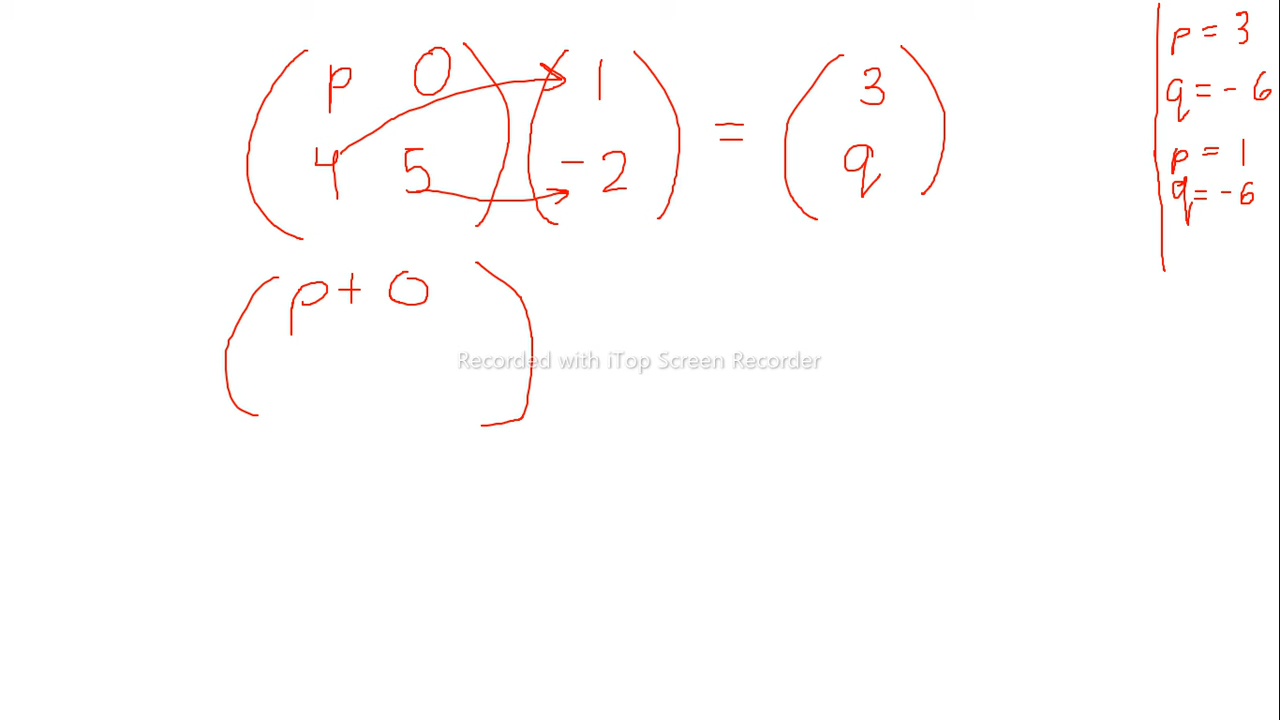 ( p 0 ) ( 1 ) = ( 3 )
( 4 5 ) ( -2 ) ( q )
( p + 0 )
Recorded with iTop Screen Recorder
p = 3
q = - 6
p = 1
q = - 6